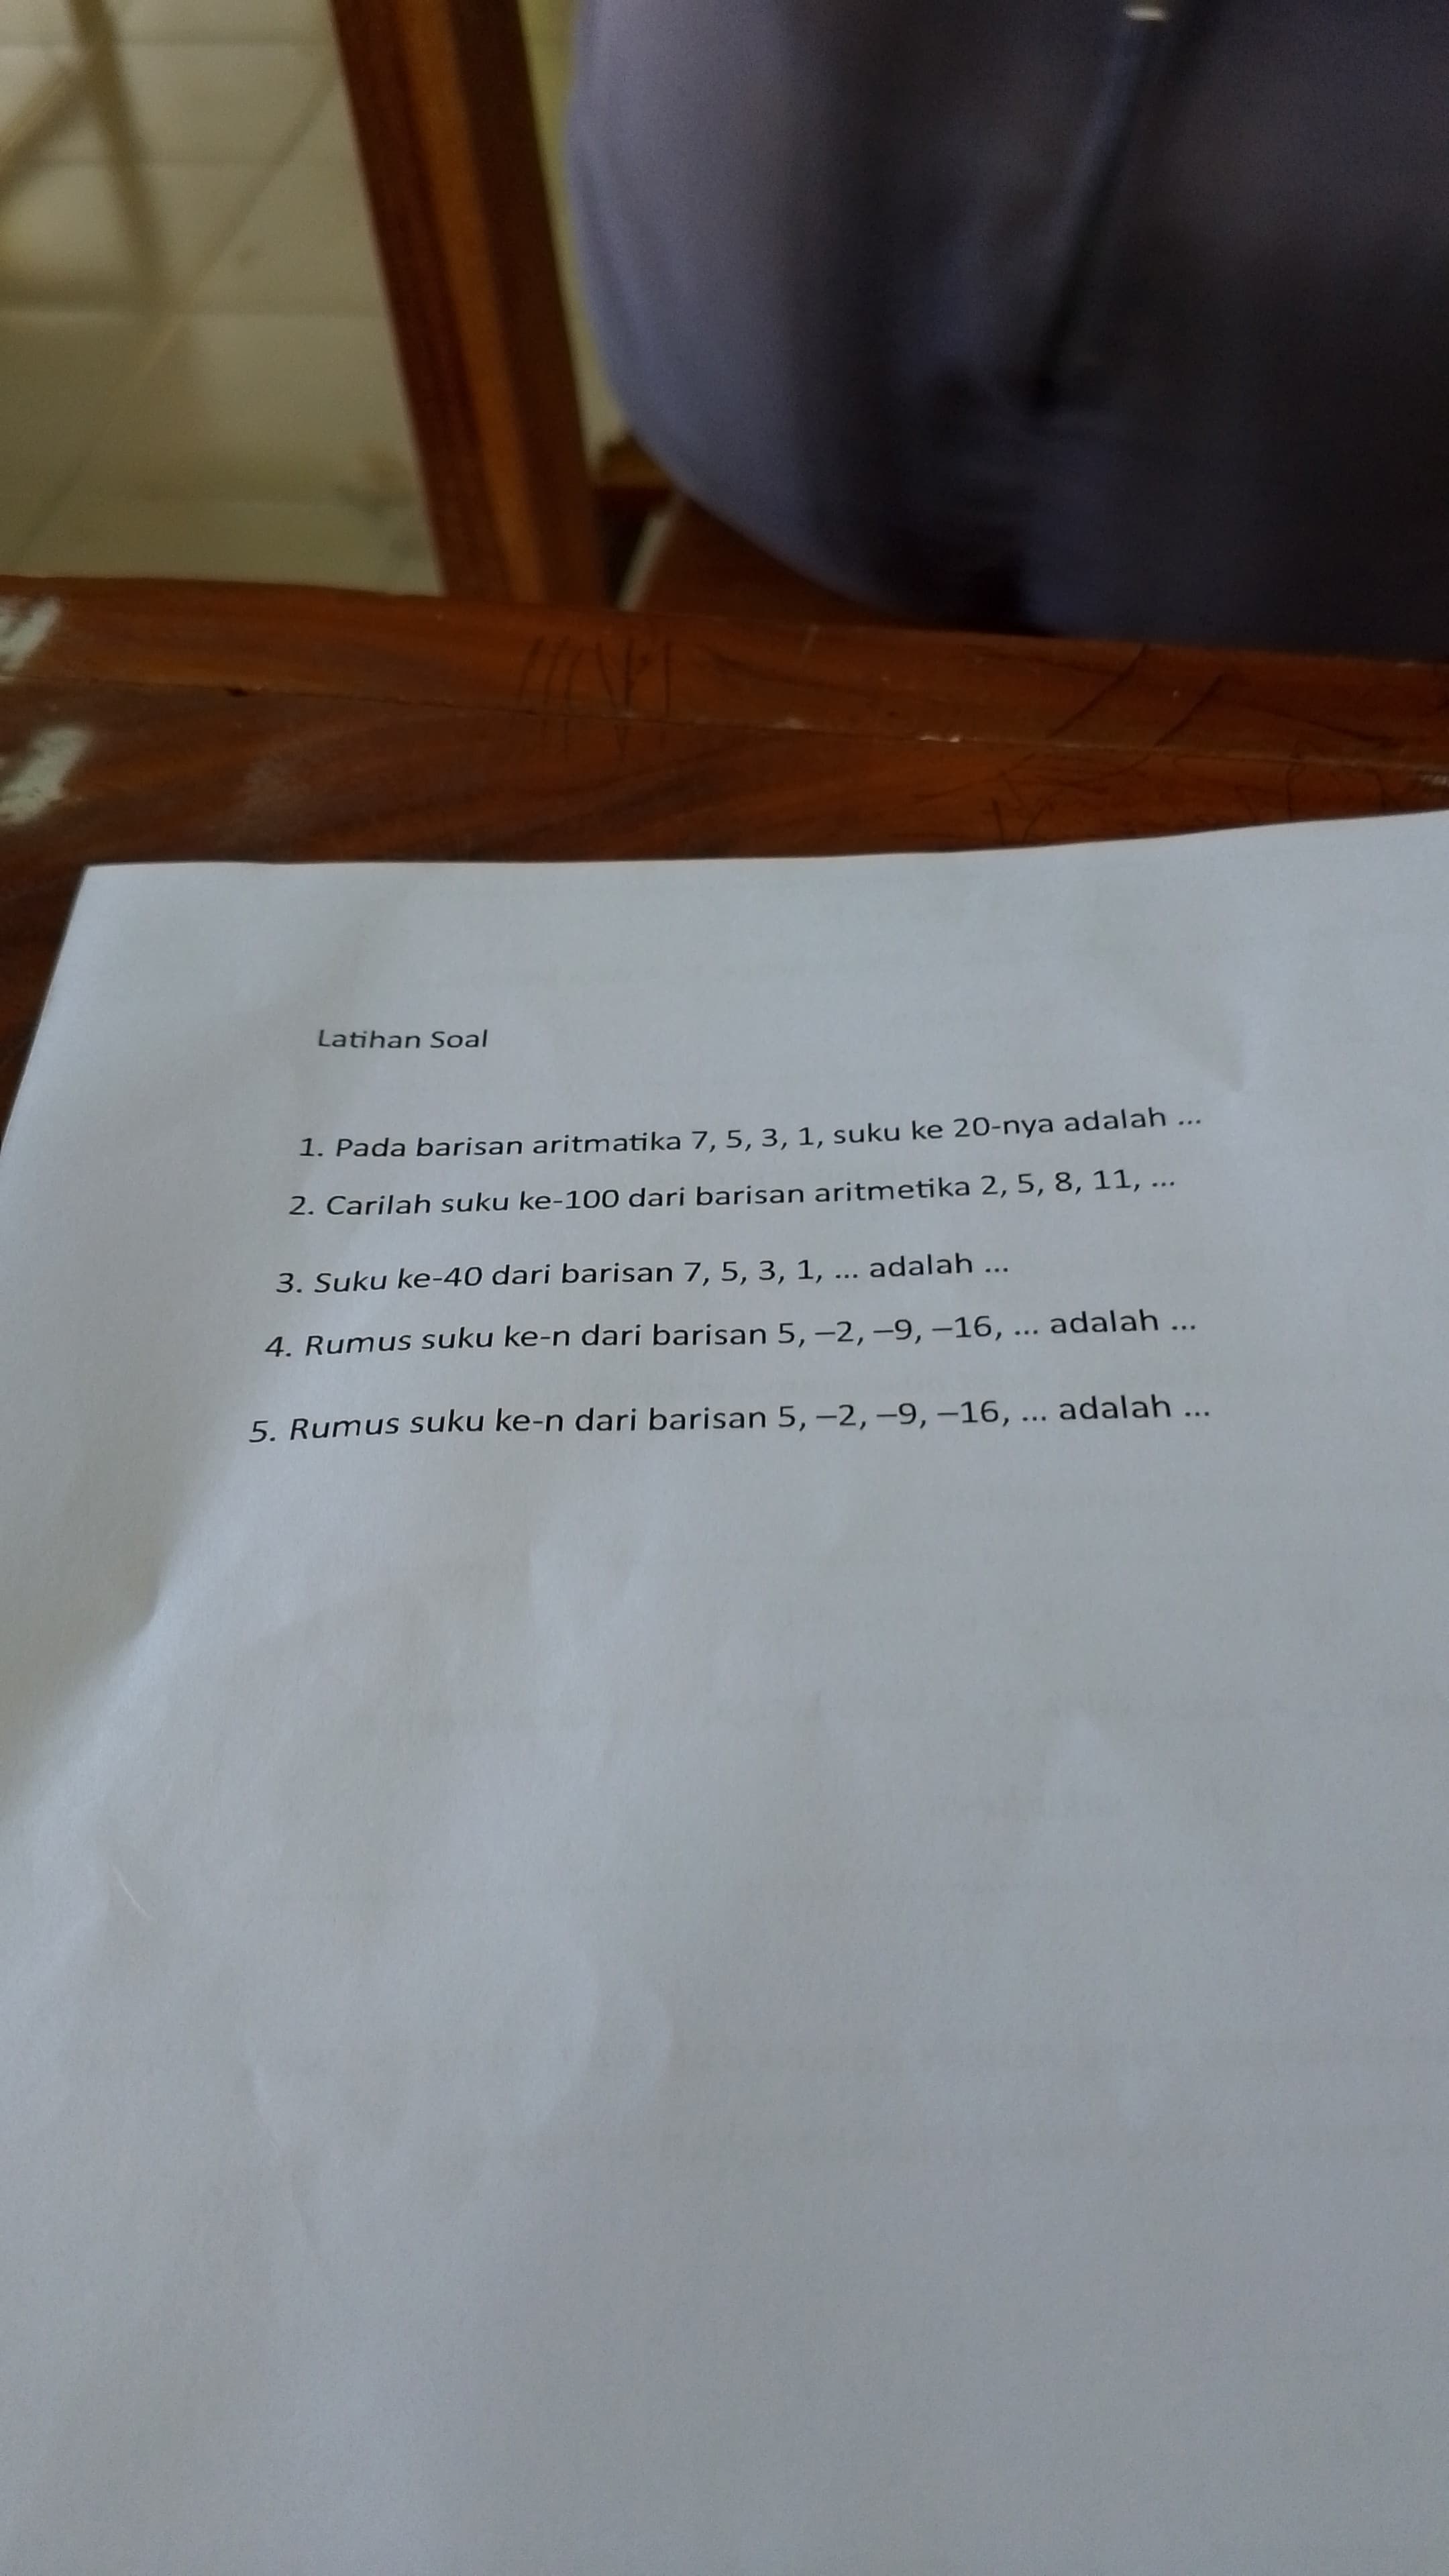 Latihan Soal
1. Pada barisan aritmatika 7, 5, 3, 1, suku ke 20-nya adalah ...
2. Carilah suku ke-100 dari barisan aritmetika 2, 5, 8, 11, ...
3. Suku ke-40 dari barisan 7, 5, 3, 1, ... adalah ...
4. Rumus suku ke-n dari barisan 5, –2, –9, –16, ... adalah ...
5. Rumus suku ke-n dari barisan 5, –2, –9, –16, ... adalah ...